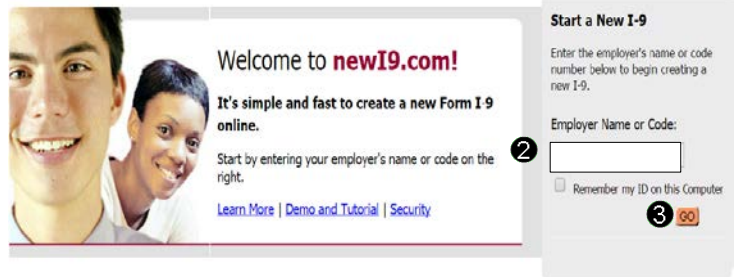 Welcome to newI9.com!
It's simple and fast to create a new Form I-9
online.
Start by entering your employer's name or code on the
right.
Learn More | Demo and Tutorial | Security
Start a New I-9
Enter the employer's name or code
number below to begin creating a
new I-9.
Employer Name or Code:
2
Remember my ID on this Computer
3 GO